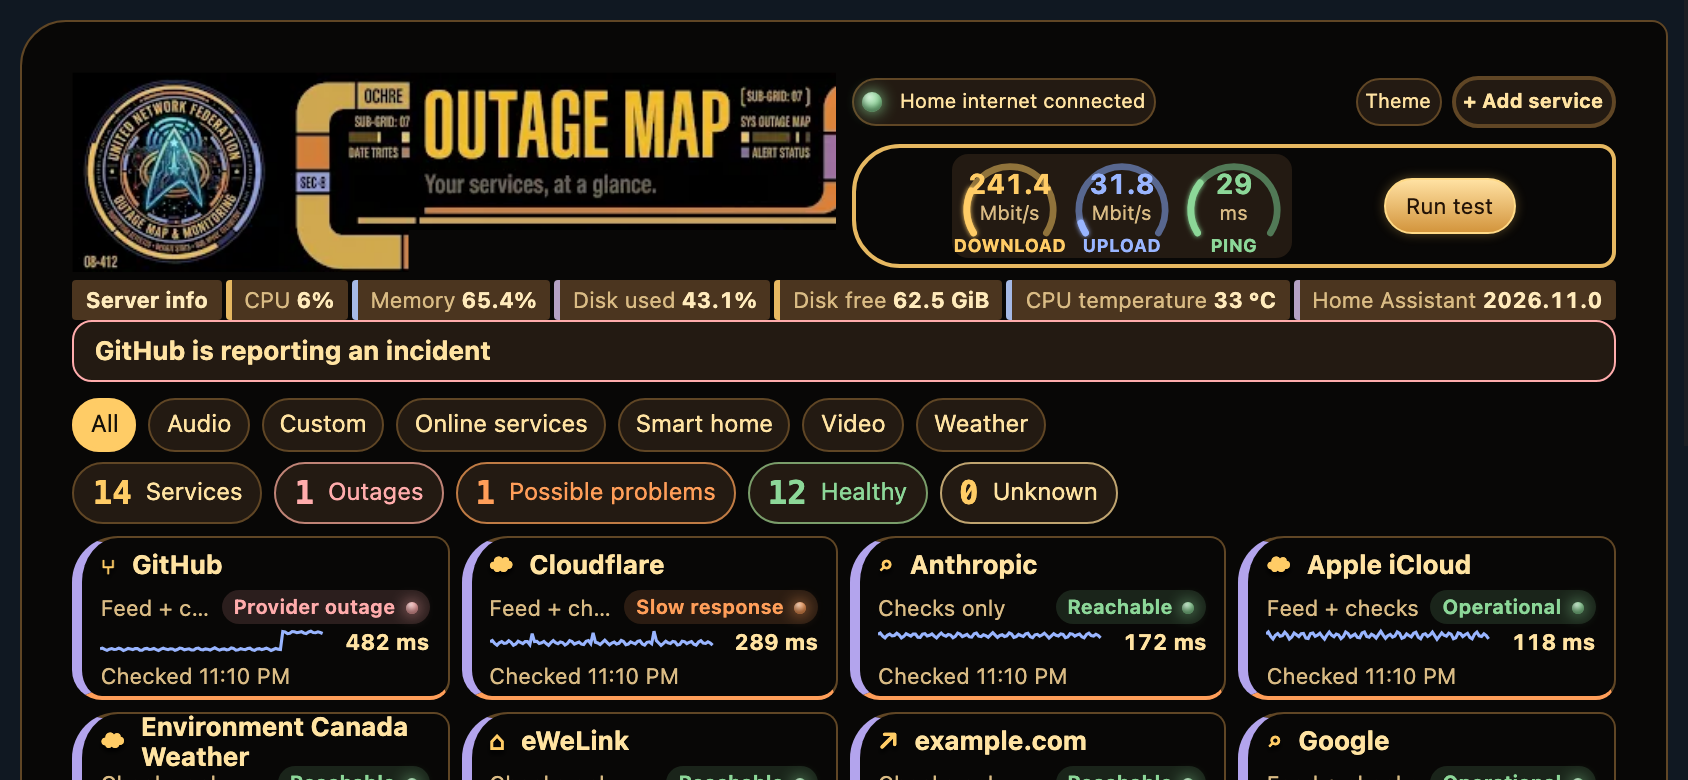 UNITED NETWORK FEDERATION
OUTAGE MAP & MONITORING
08-412
OCHRE
SUB-GRID: 07
DATE TRITES
SEC-8
OUTAGE MAP
Your services, at a glance.
(SUB-GRID: 07)
SYS OUTAGE MAP
ALERT STATUS
Home internet connected
Theme
+ Add service
241.4
Mbit/s
DOWNLOAD
31.8
Mbit/s
UPLOAD
29
ms
PING
Run test
Server info
CPU 6%
Memory 65.4%
Disk used 43.1%
Disk free 62.5 GiB
CPU temperature 33 °C
Home Assistant 2026.11.0
GitHub is reporting an incident
All
Audio
Custom
Online services
Smart home
Video
Weather
14 Services
1 Outages
1 Possible problems
12 Healthy
0 Unknown
GitHub
Feed + c...
Provider outage
482 ms
Checked 11:10 PM
Cloudflare
Feed + ch...
Slow response
289 ms
Checked 11:10 PM
Anthropic
Checks only
Reachable
172 ms
Checked 11:10 PM
Apple iCloud
Feed + checks
Operational
118 ms
Checked 11:10 PM
Environment Canada
Weather
eWeLink
example.com
Google